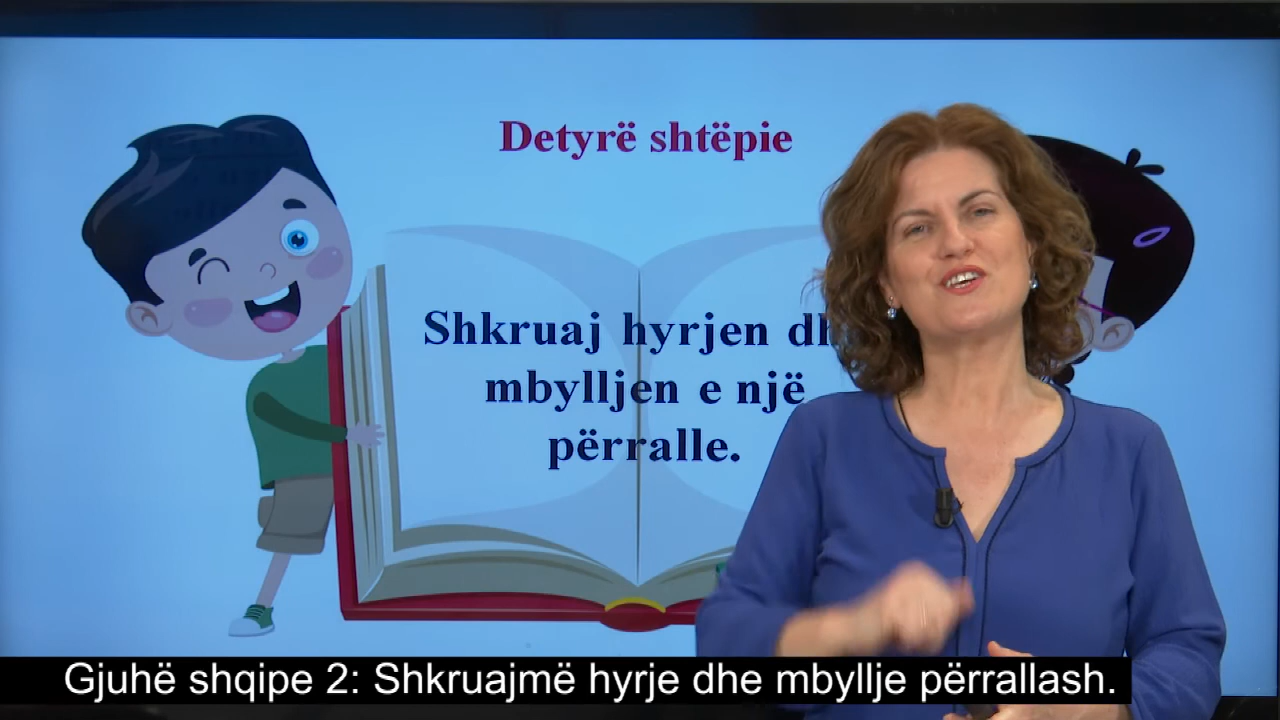 Detyrë shtëpie
Shkruaj hyrjen
mbylljen e një
përralle.
Gjuhë shqipe 2: Shkruajmë hyrje dhe mbyllje përrallash.